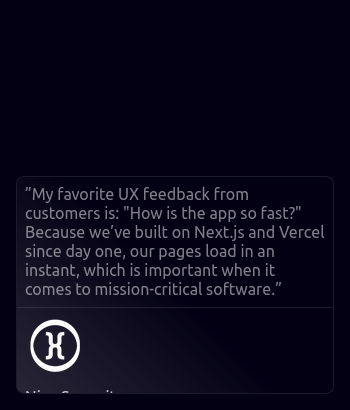 ”My favorite UX feedback from
customers is: "How is the app so fast?"
Because we’ve built on Next.js and Vercel
since day one, our pages load in an
instant, which is important when it
comes to mission-critical software.”